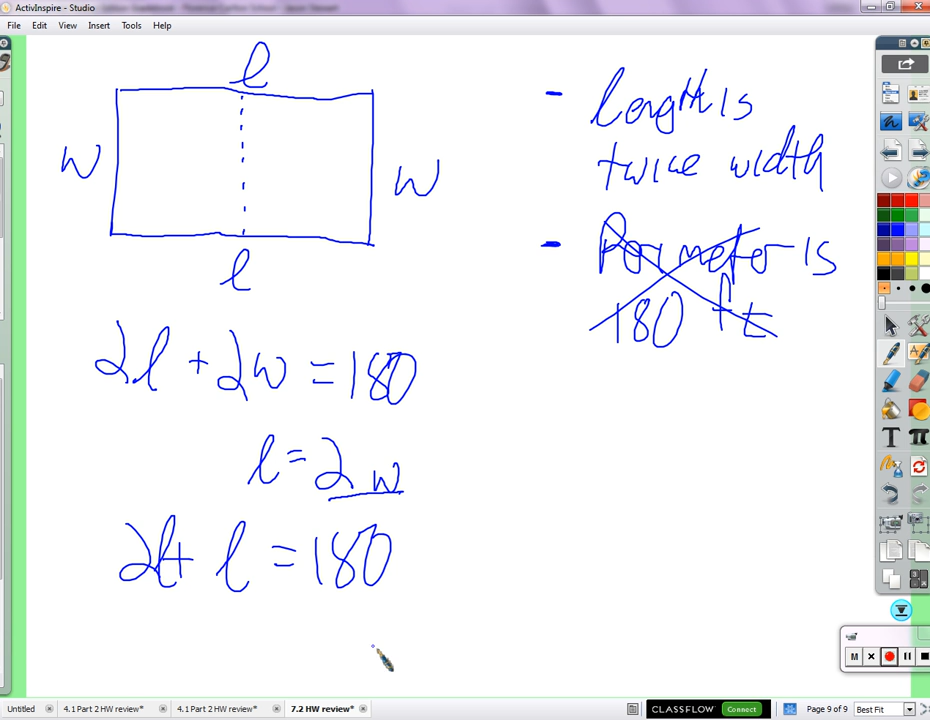 ActivInspire - Studio
File Edit View Insert Tools Help
l
W
W
l
- length is
twice width
- Perimeter is
180 ft
2l + 2w = 180
l = 2w
2l + l = 180
Untitled
4.1 Part 2 HW review*
4.1 Part 2 HW review*
7.2 HW review*
CLASSFLOW Connect
Page 9 of 9
Best Fit
M